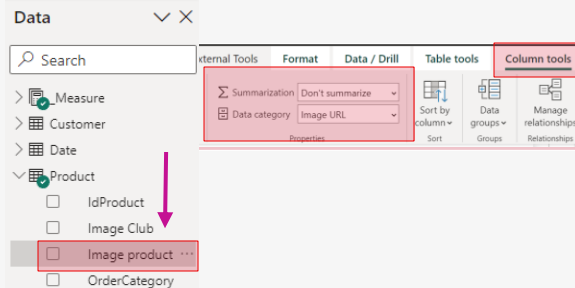 Data
Search
_Measure
Customer
Date
Product
IdProduct
Image Club
Image product
OrderCategory
xternal Tools Format Data / Drill Table tools Column tools
Summarization Don't summarize
Data category Image URL
Properties
Sort by
column
Sort
Data
groups
Groups
Manage
relationships
Relationships